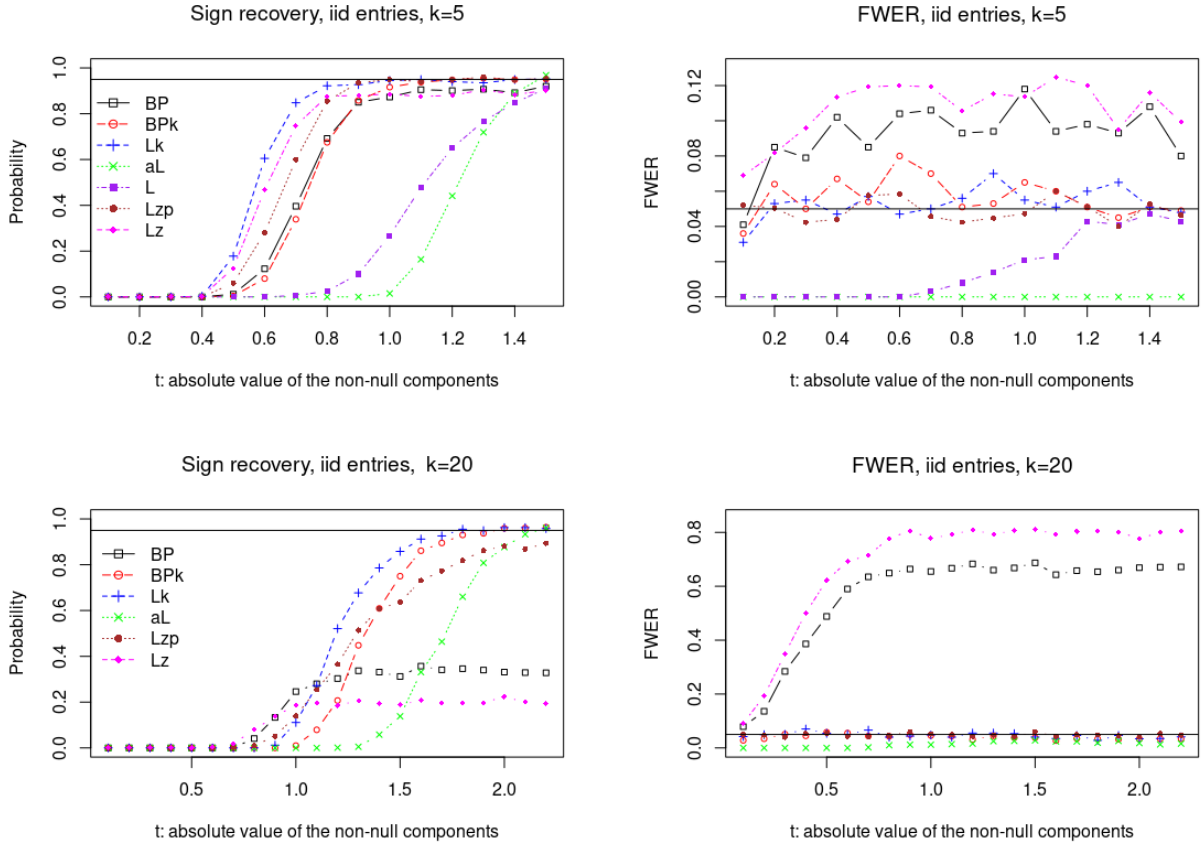 Sign recovery, iid entries, k=5
Probability
0.0 0.2 0.4 0.6 0.8 1.0
BP
BPk
Lk
aL
L
Lzp
Lz
0.2 0.4 0.6 0.8 1.0 1.2 1.4
t: absolute value of the non-null components
FWER, iid entries, k=5
FWER
0.00 0.04 0.08 0.12
0.2 0.4 0.6 0.8 1.0 1.2 1.4
t: absolute value of the non-null components
Sign recovery, iid entries, k=20
Probability
0.0 0.2 0.4 0.6 0.8 1.0
BP
BPk
Lk
aL
Lzp
Lz
0.5 1.0 1.5 2.0
t: absolute value of the non-null components
FWER, iid entries, k=20
FWER
0.0 0.2 0.4 0.6 0.8
0.5 1.0 1.5 2.0
t: absolute value of the non-null components